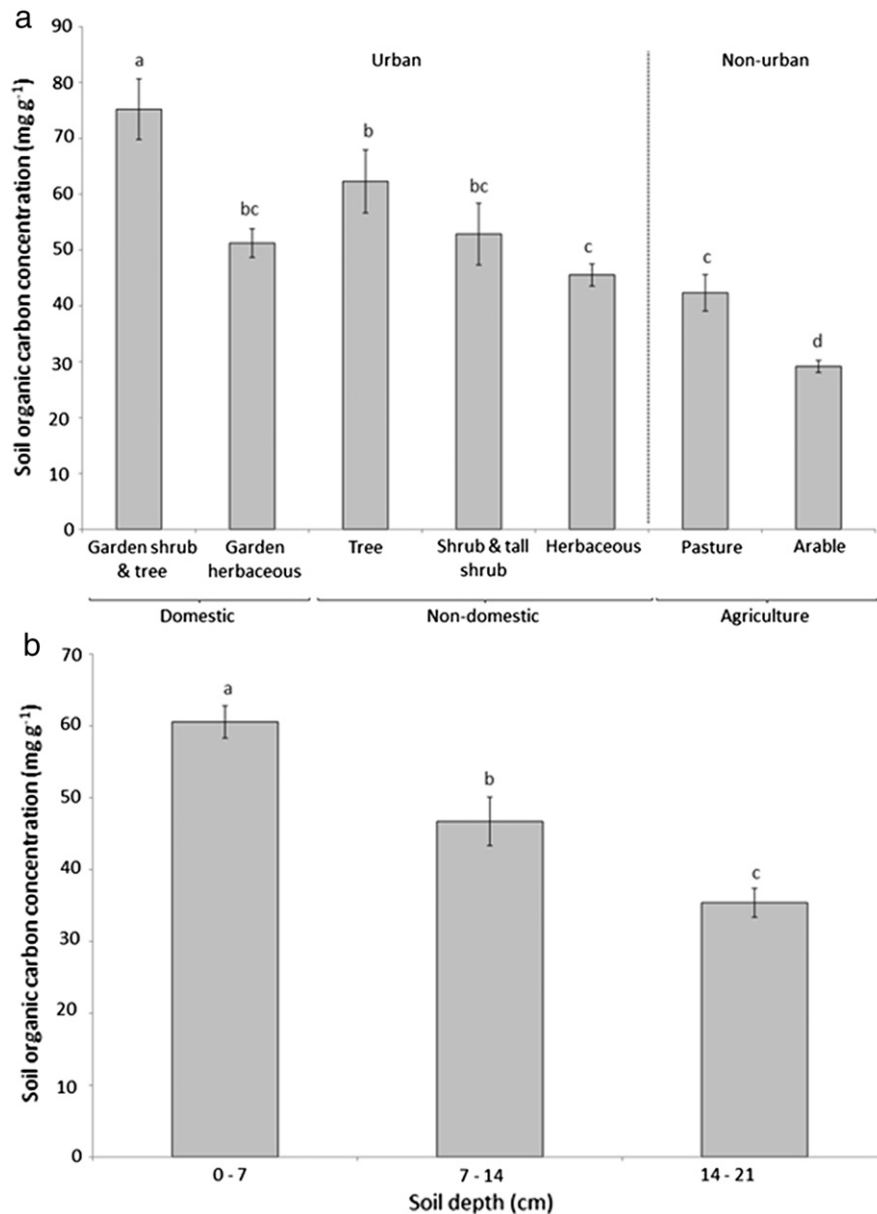 a
Soil organic carbon concentration (mg g-1)
90
80
70
60
50
40
30
20
10
0
Urban
Non-urban
a
bc
b
bc
c
c
d
Garden shrub & tree
Garden herbaceous
Tree
Shrub & tall shrub
Herbaceous
Pasture
Arable
Domestic
Non-domestic
Agriculture
b
Soil organic carbon concentration (mg g-1)
70
60
50
40
30
20
10
0
a
b
c
0 - 7
7 - 14
14 - 21
Soil depth (cm)